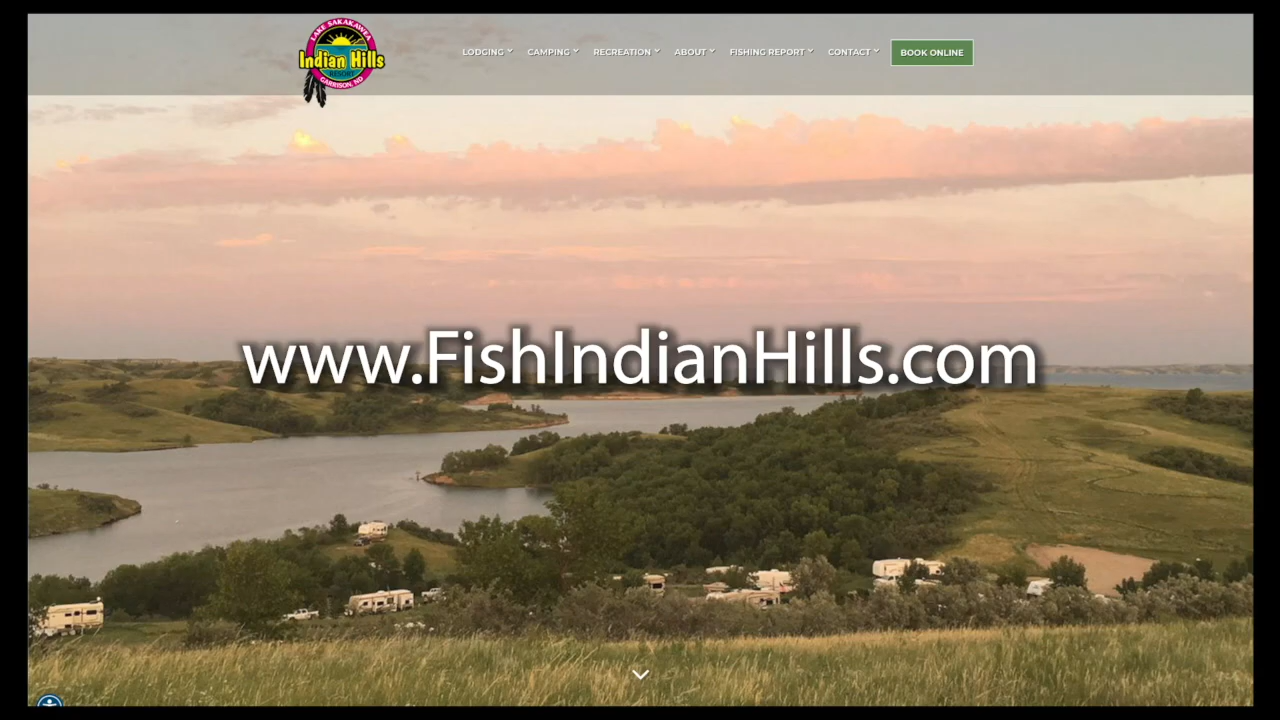 LAKE SAKAKAWEA
Indian Hills
RESORT
GARRISON, ND
LODGING
CAMPING
RECREATION
ABOUT
FISHING REPORT
CONTACT
BOOK ONLINE
www.FishIndianHills.com